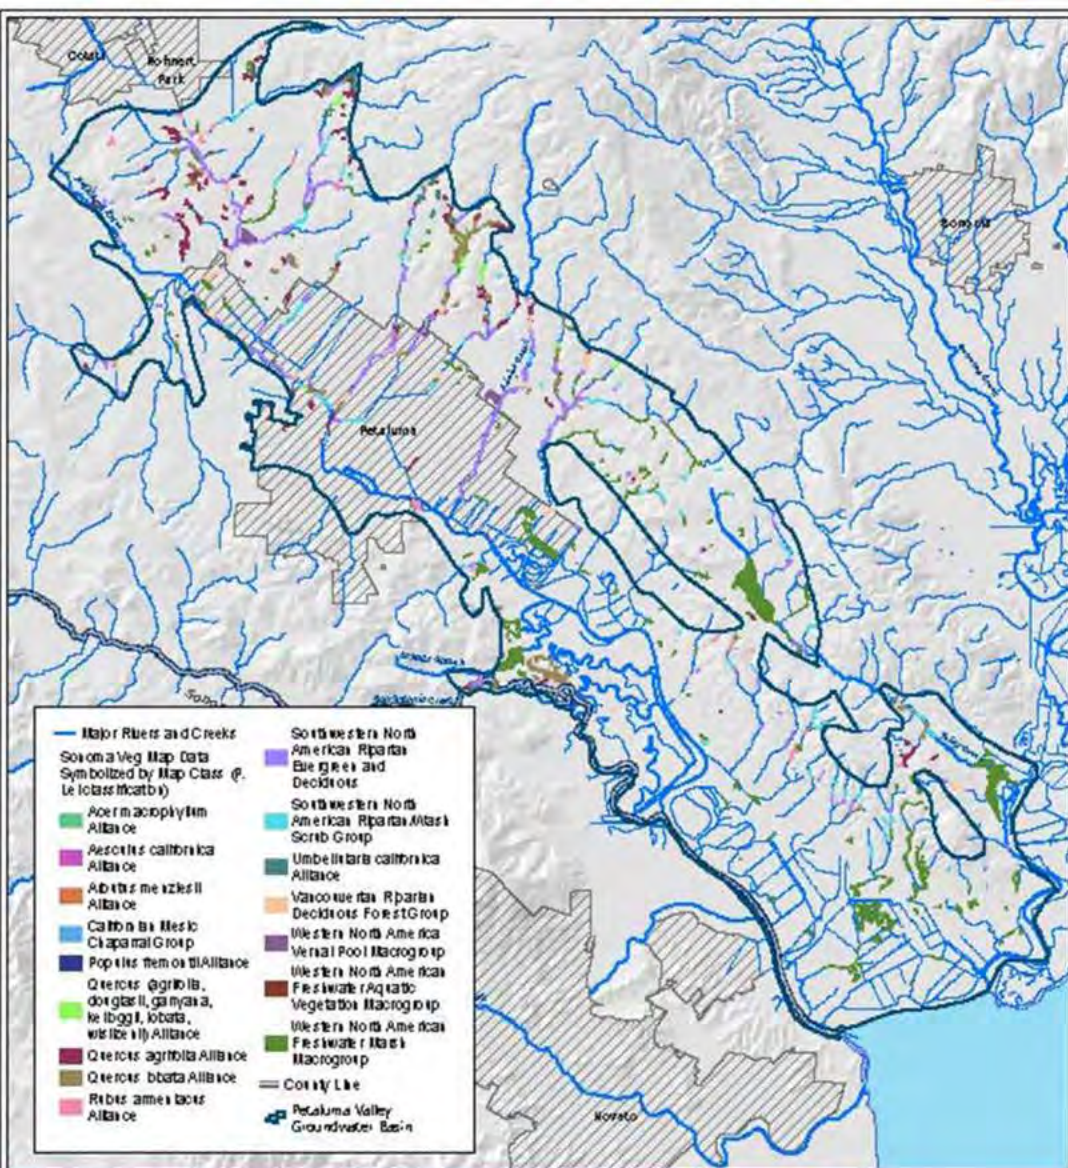 Cotati
Rohnert
Park
Sonoma
Petaluma
Novato
Major Rivers and Creeks
Sonoma Veg Map Data
Symbolized by Map Class (P.
Acer macrophyllum
Alliance
Aesculus californica
Alliance
Arbutus menziesii
Alliance
Californian Mesic
Chaparral Group
Populus fremontii Alliance
Quercus (agrifolia,
douglasii, garryana,
kelloggii, lobata,
wislizenii) Alliance
Quercus agrifolia Alliance
Quercus lobata Alliance
Rubus armeniacus
Alliance
Southwestern North
American Riparian
Evergreen and
Deciduous
Southwestern North
American Riparian/Wash
Scrub Group
Umbellularia californica
Alliance
Vancouverian Riparian
Deciduous Forest Group
Western North America
Vernal Pool Macrogroup
Western North American
Freshwater Aquatic
Vegetation Macrogroup
Western North American
Freshwater Marsh
Macrogroup
County Line
Petaluma Valley
Groundwater Basin